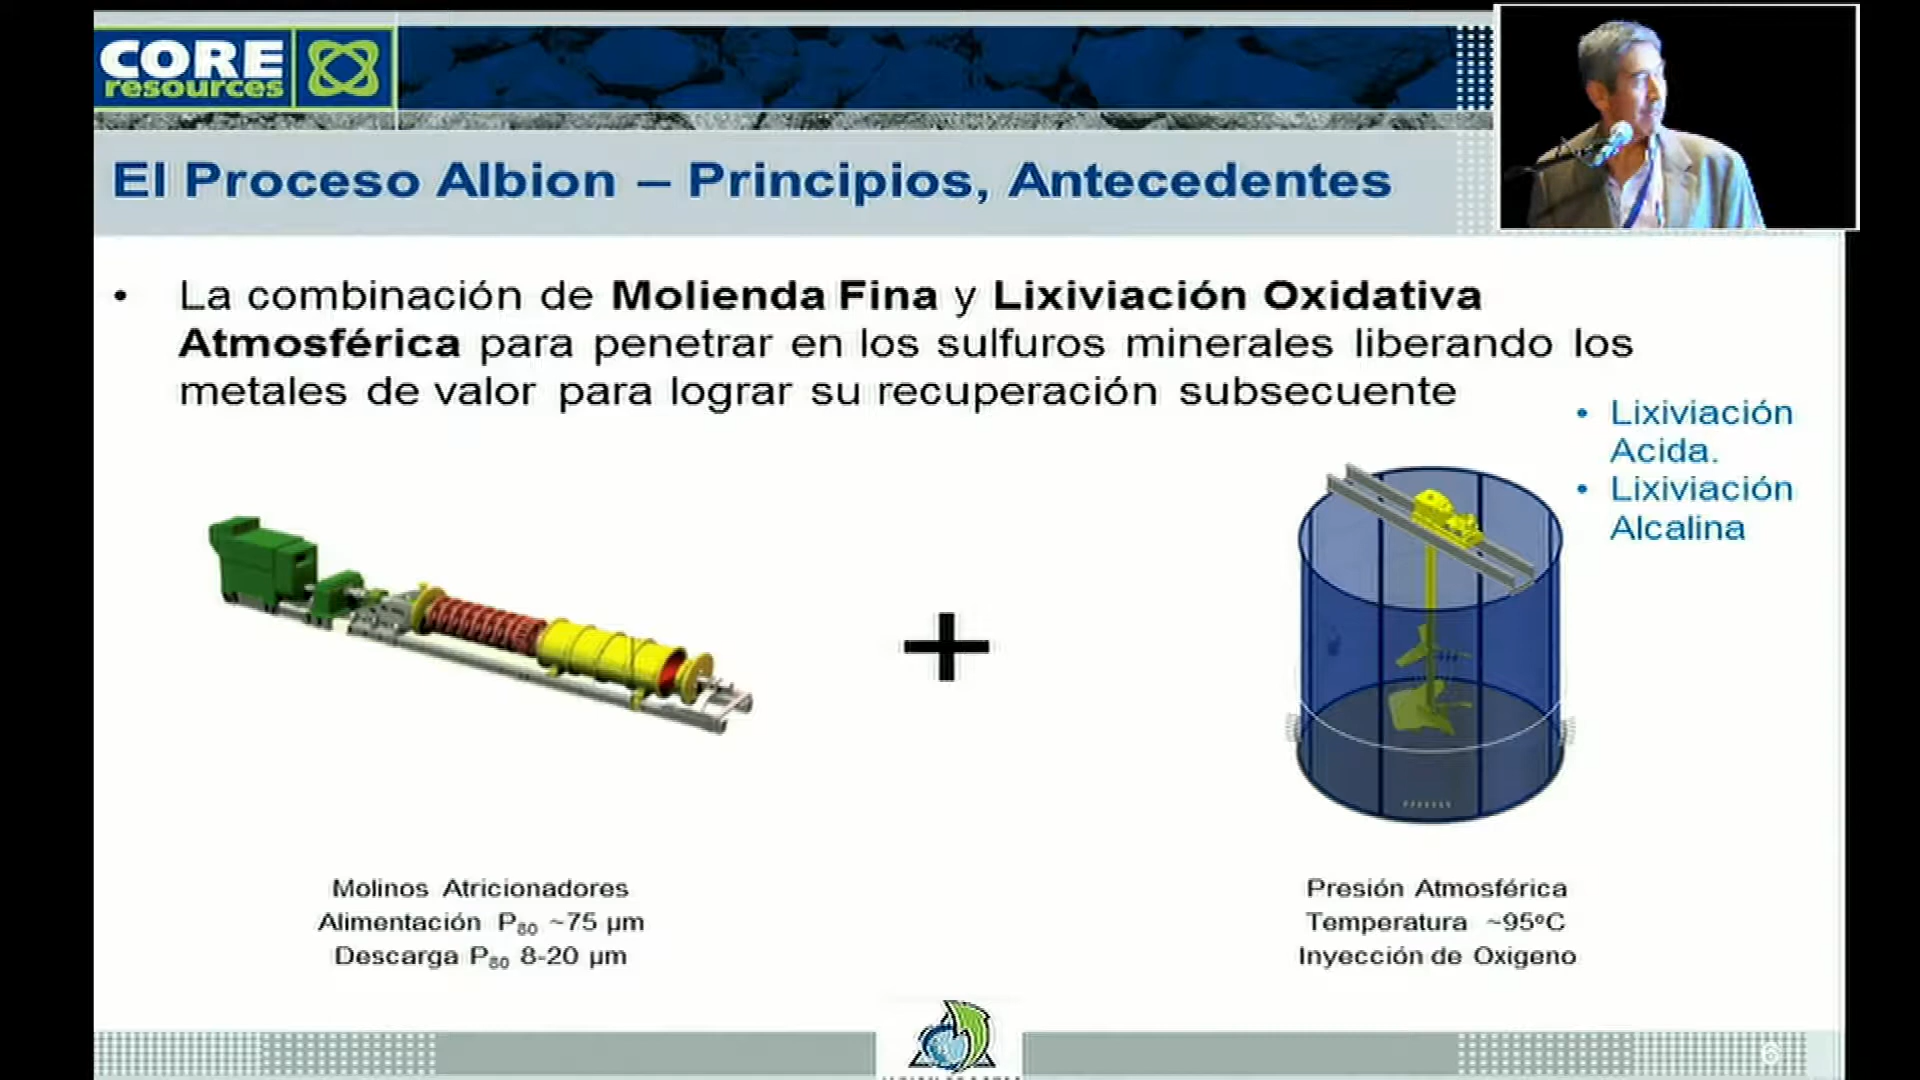 CORE
resources
El Proceso Albion – Principios, Antecedentes
• La combinación de Molienda Fina y Lixiviación Oxidativa
Atmosférica para penetrar en los sulfuros minerales liberando los
metales de valor para lograr su recuperación subsecuente
• Lixiviación
Acida.
• Lixiviación
Alcalina
+
Molinos Atricionadores
Alimentación P80 ~75 µm
Descarga P80 8-20 µm
Presión Atmosférica
Temperatura ~95ºC
Inyección de Oxigeno
6